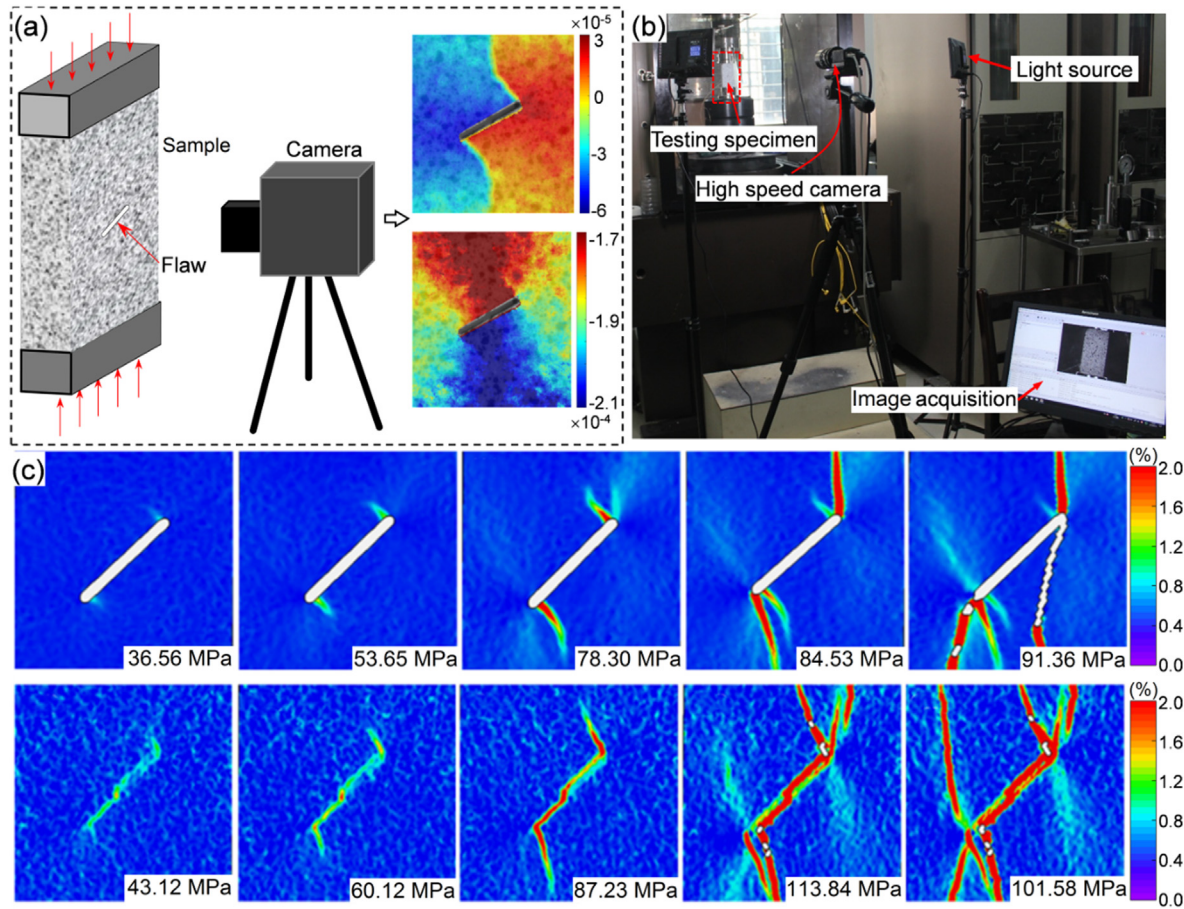 (a)
×10⁻⁵
3
0
-3
-6
Sample
Camera
Flaw
-1.7
-1.9
-2.1
×10⁻⁴
(b)
Light source
Testing specimen
High speed camera
Image acquisition
(c)
36.56 MPa
53.65 MPa
78.30 MPa
84.53 MPa
91.36 MPa
(%)
2.0
1.6
1.2
0.8
0.4
0.0
43.12 MPa
60.12 MPa
87.23 MPa
113.84 MPa
101.58 MPa
(%)
2.0
1.6
1.2
0.8
0.4
0.0